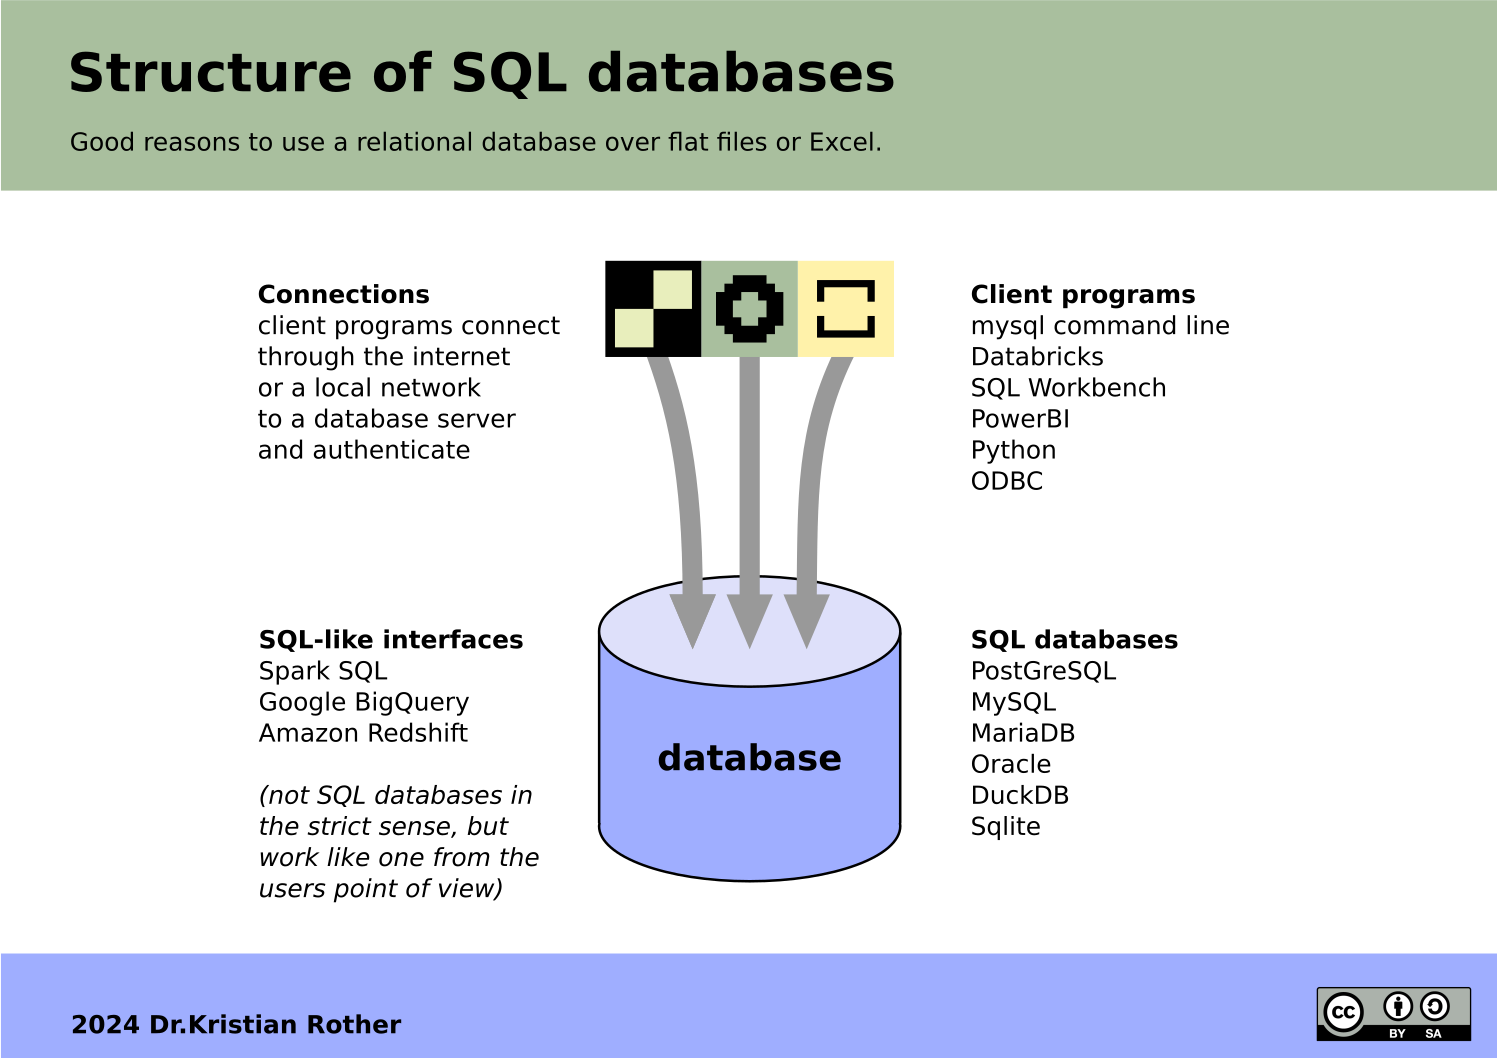 Structure of SQL databases
Good reasons to use a relational database over flat files or Excel.
Connections
client programs connect
through the internet
or a local network
to a database server
and authenticate
Client programs
mysql command line
Databricks
SQL Workbench
PowerBI
Python
ODBC
SQL-like interfaces
Spark SQL
Google BigQuery
Amazon Redshift
(not SQL databases in
the strict sense, but
work like one from the
users point of view)
database
SQL databases
PostGreSQL
MySQL
MariaDB
Oracle
DuckDB
Sqlite
2024 Dr.Kristian Rother
cc
BY SA